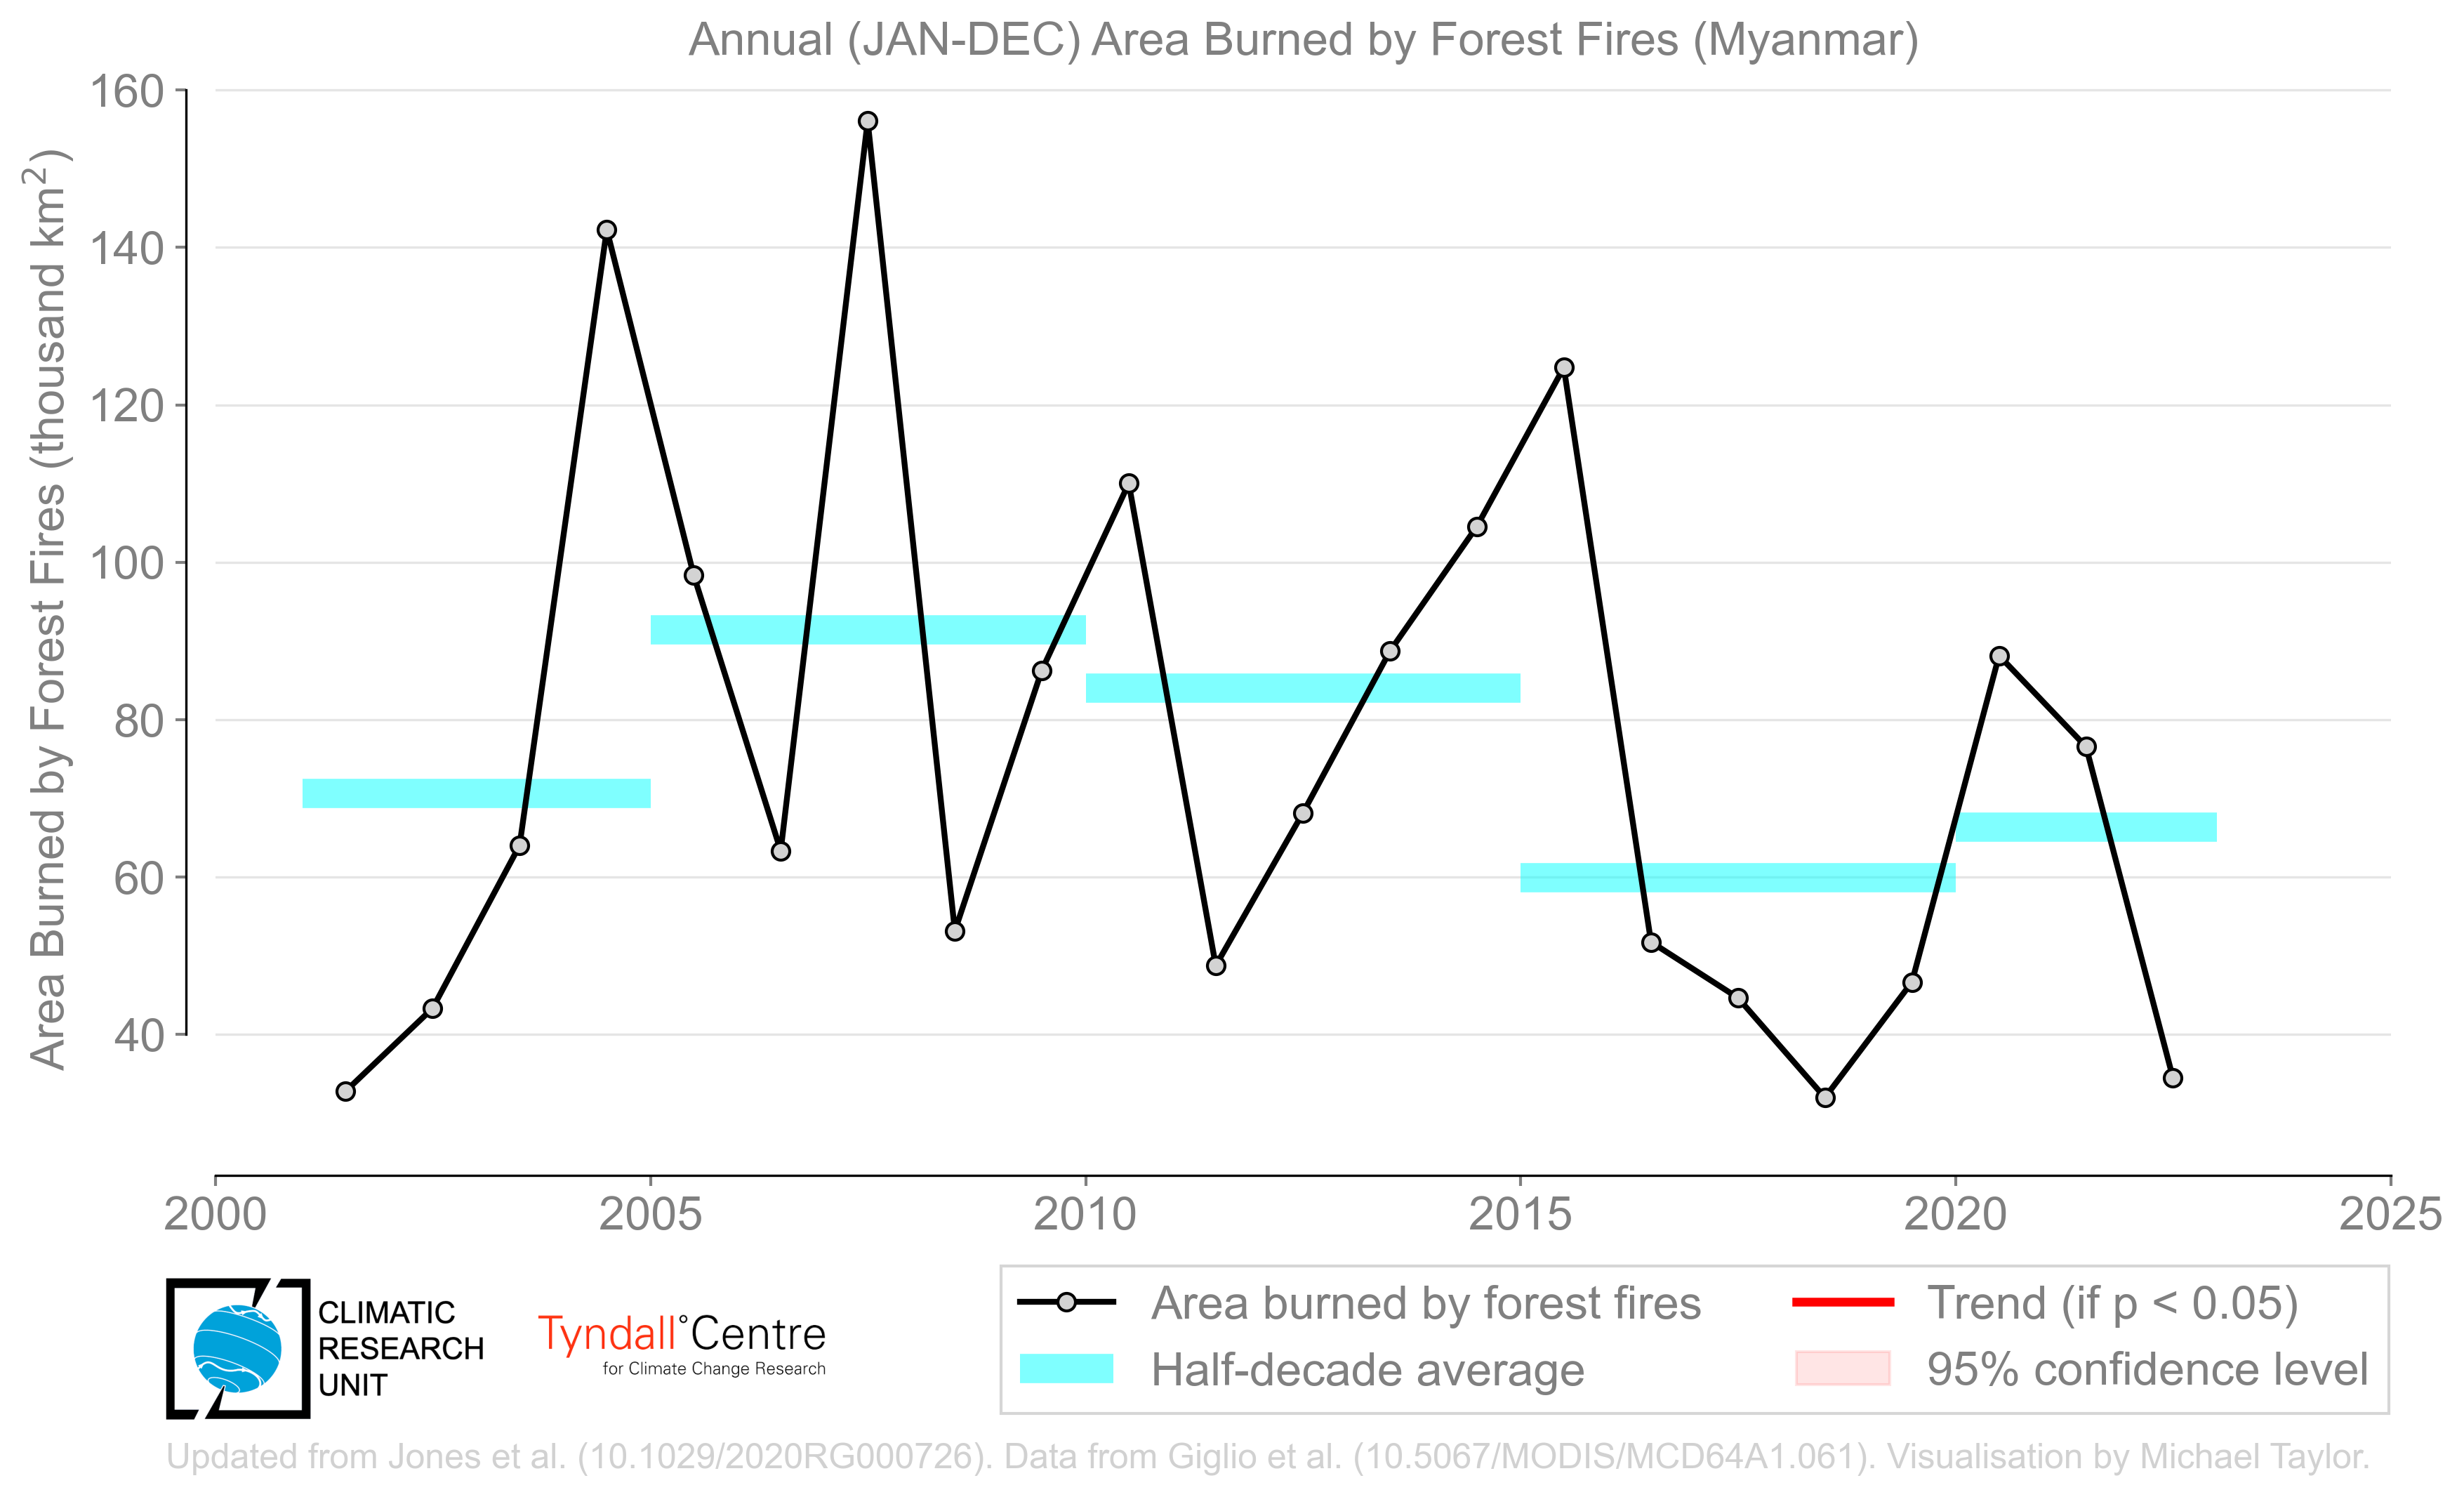 Annual (JAN-DEC) Area Burned by Forest Fires (Myanmar)
Area Burned by Forest Fires (thousand km²)
160
140
120
100
80
60
40
2000 2005 2010 2015 2020 2025
CLIMATIC
RESEARCH
UNIT
Tyndall°Centre
for Climate Change Research
Area burned by forest fires
Half-decade average
Trend (if p < 0.05)
95% confidence level
Updated from Jones et al. (10.1029/2020RG000726). Data from Giglio et al. (10.5067/MODIS/MCD64A1.061). Visualisation by Michael Taylor.